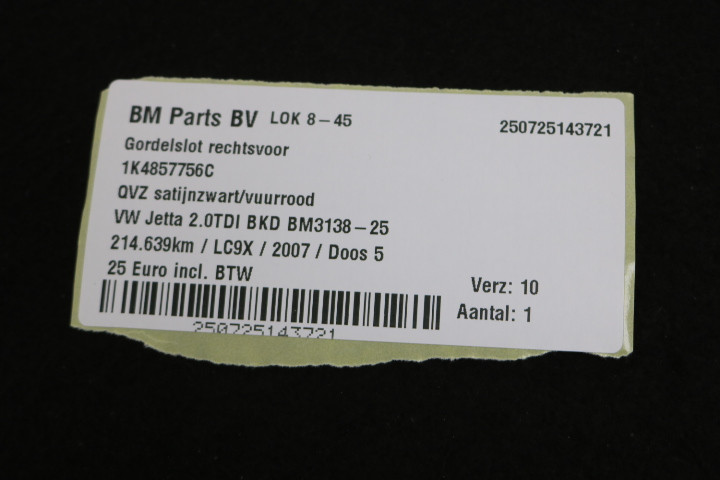 BM Parts BV LOK 8-45
250725143721
Gordelslot rechtsvoor
1K4857756C
QVZ satijnzwart/vuurrood
VW Jetta 2.0TDI BKD BM3138-25
214.639km / LC9X / 2007 / Doos 5
25 Euro incl. BTW
Verz: 10
Aantal: 1
250725143721